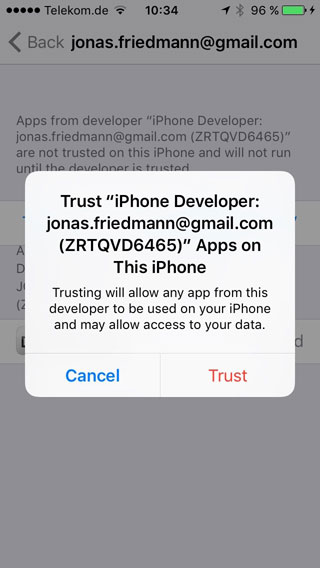 Telekom.de 10:34 96 %
Back jonas.friedmann@gmail.com
Apps from developer “iPhone Developer:
jonas.friedmann@gmail.com (ZRTQVD6465)”
are not trusted on this iPhone and will not run
until the developer is trusted.
Trust “iPhone Developer:
jonas.friedmann@gmail.com
(ZRTQVD6465)” Apps on
This iPhone
Trusting will allow any app from this
developer to be used on your iPhone
and may allow access to your data.
Cancel Trust